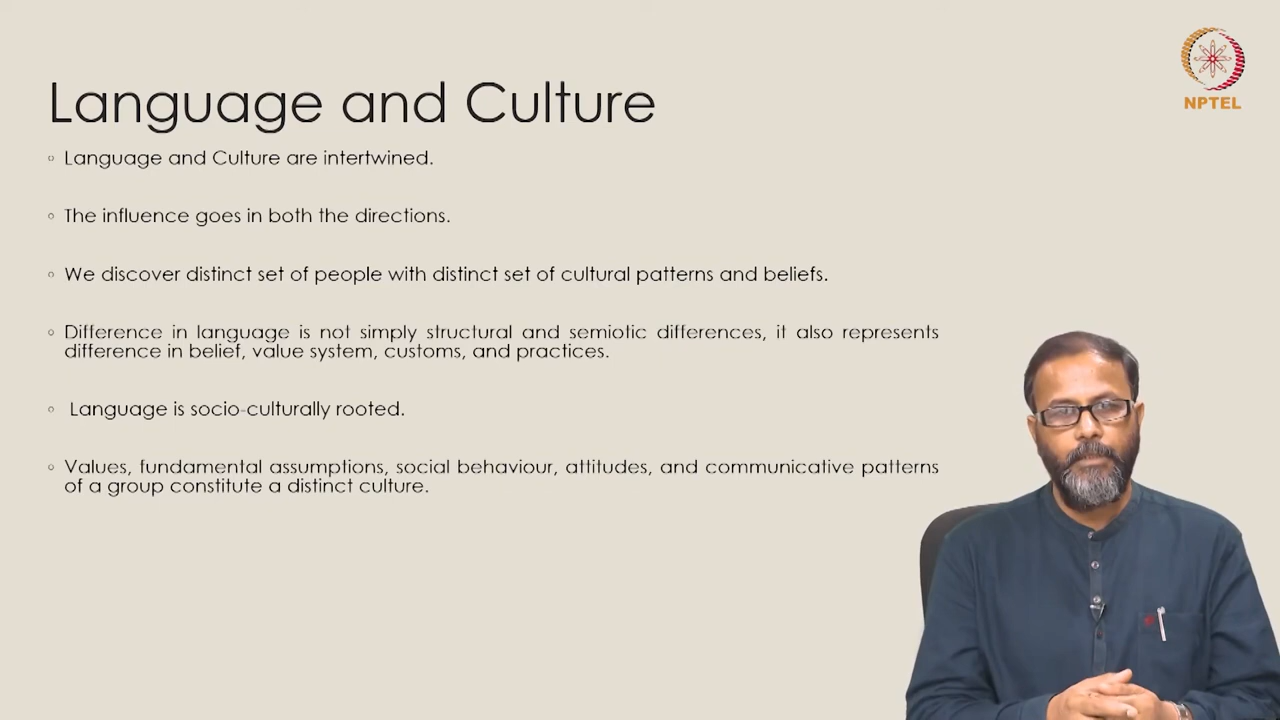 NPTEL
Language and Culture
◦ Language and Culture are intertwined.
◦ The influence goes in both the directions.
◦ We discover distinct set of people with distinct set of cultural patterns and beliefs.
◦ Difference in language is not simply structural and semiotic differences, it also represents
difference in belief, value system, customs, and practices.
◦ Language is socio-culturally rooted.
◦ Values, fundamental assumptions, social behaviour, attitudes, and communicative patterns
of a group constitute a distinct culture.